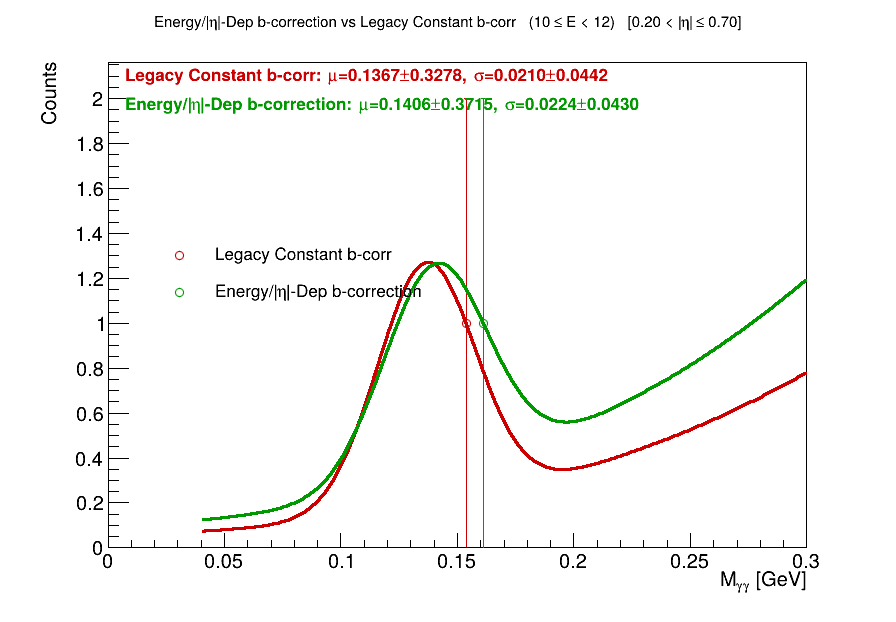 Energy/|η|-Dep b-correction vs Legacy Constant b-corr (10 ≤ E < 12) [0.20 < |η| ≤ 0.70]
Counts
Legacy Constant b-corr: μ=0.1367±0.3278, σ=0.0210±0.0442
Energy/|η|-Dep b-correction: μ=0.1406±0.3715, σ=0.0224±0.0430
2
1.8
1.6
1.4
1.2
1
0.8
0.6
0.4
0.2
0
Legacy Constant b-corr
Energy/|η|-Dep b-correction
0 0.05 0.1 0.15 0.2 0.25 0.3
Mγγ [GeV]